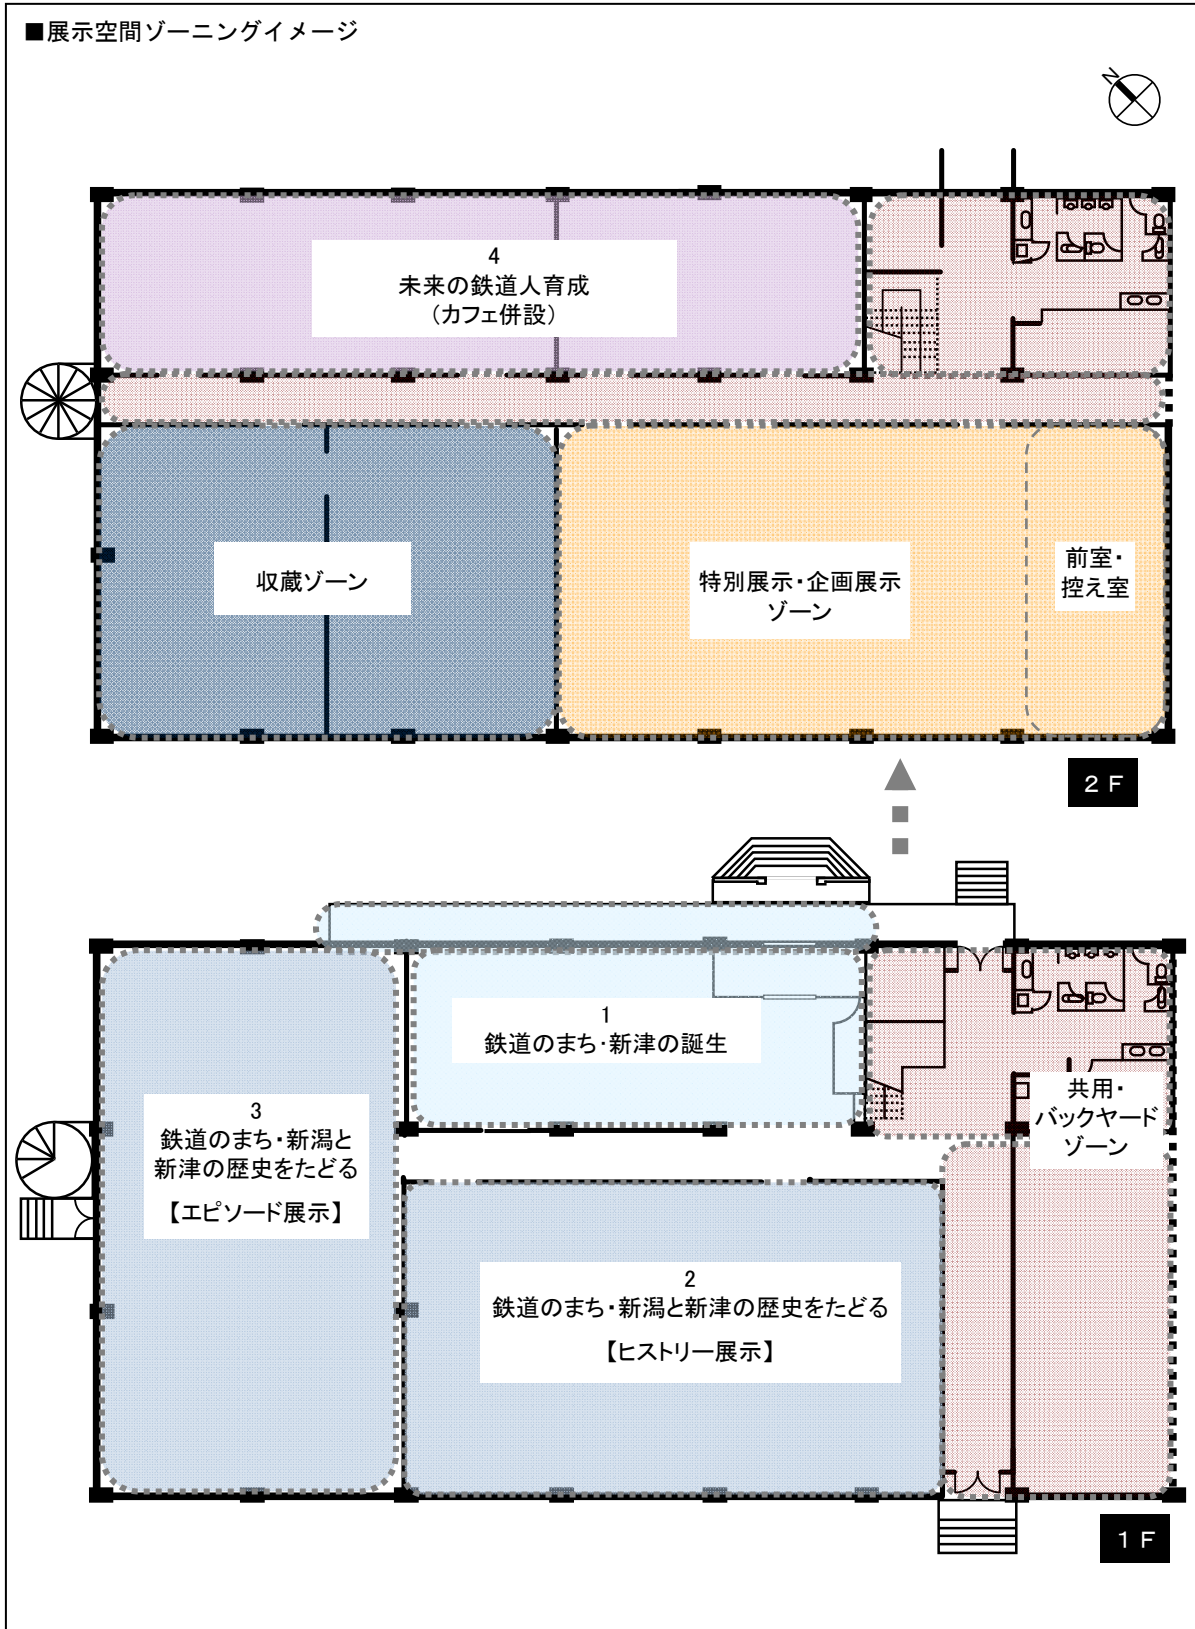 ■展示空間ゾーニングイメージ
N
4
未来の鉄道人育成
（カフェ併設）
収蔵ゾーン
特別展示・企画展示
ゾーン
前室・
控え室
２Ｆ
1
鉄道のまち・新津の誕生
3
鉄道のまち・新潟と
新津の歴史をたどる
【エピソード展示】
共用・
バックヤード
ゾーン
2
鉄道のまち・新潟と新津の歴史をたどる
【ヒストリー展示】
１Ｆ